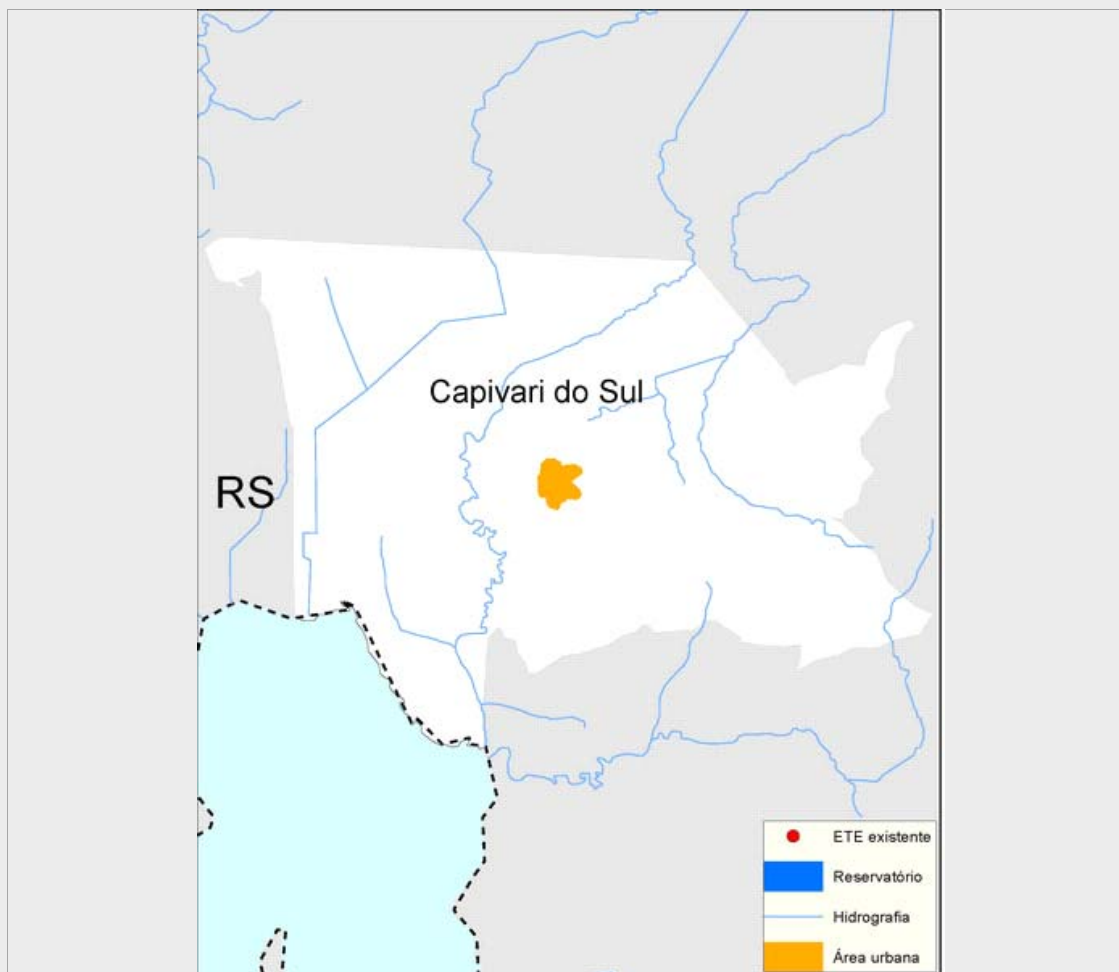 Capivari do Sul
RS
ETE existente
Reservatório
Hidrografia
Área urbana